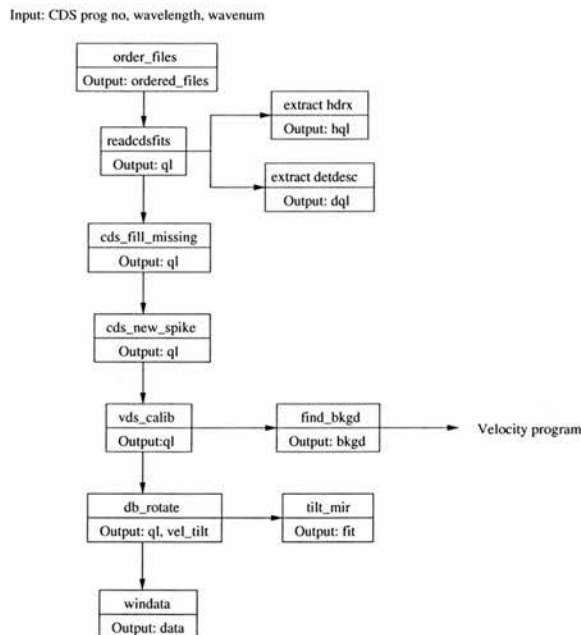 Input: CDS prog no, wavelength, wavenum
order_files
Output: ordered_files
extract hdrx
Output: hql
readcdsfits
Output: ql
extract detdesc
Output: dql
cds_fill_missing
Output: ql
cds_new_spike
Output: ql
vds_calib
Output:ql
find_bkgd
Output: bkgd
Velocity program
db_rotate
Output: ql, vel_tilt
tilt_mir
Output: fit
windata
Output: data